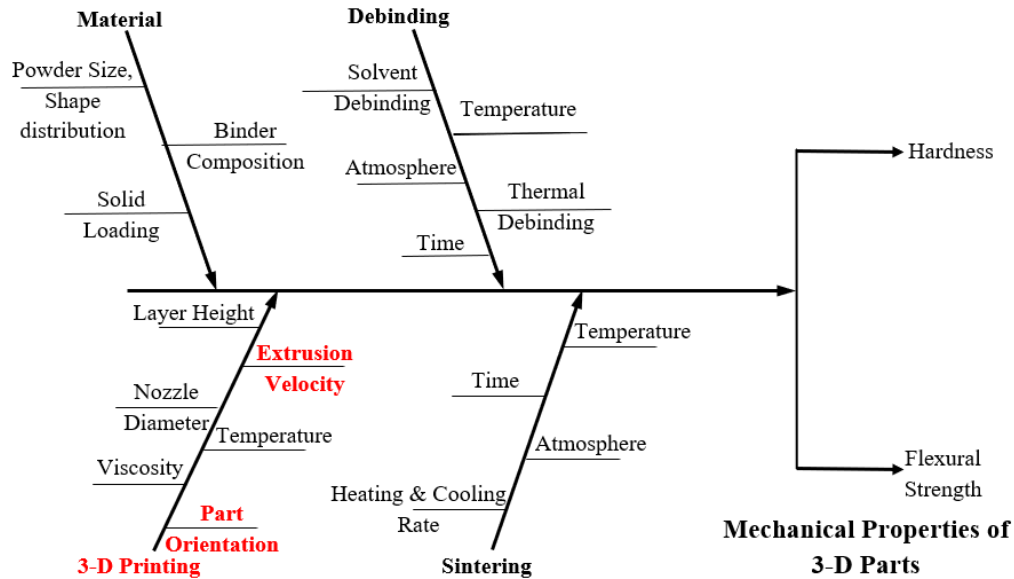 Material
Powder Size,
Shape
distribution
Binder
Composition
Solid
Loading
Debinding
Solvent
Debinding
Temperature
Atmosphere
Thermal
Debinding
Time
Layer Height
Extrusion
Velocity
Nozzle
Diameter
Temperature
Viscosity
Part
Orientation
3-D Printing
Temperature
Time
Atmosphere
Heating & Cooling
Rate
Sintering
Hardness
Flexural
Strength
Mechanical Properties of
3-D Parts